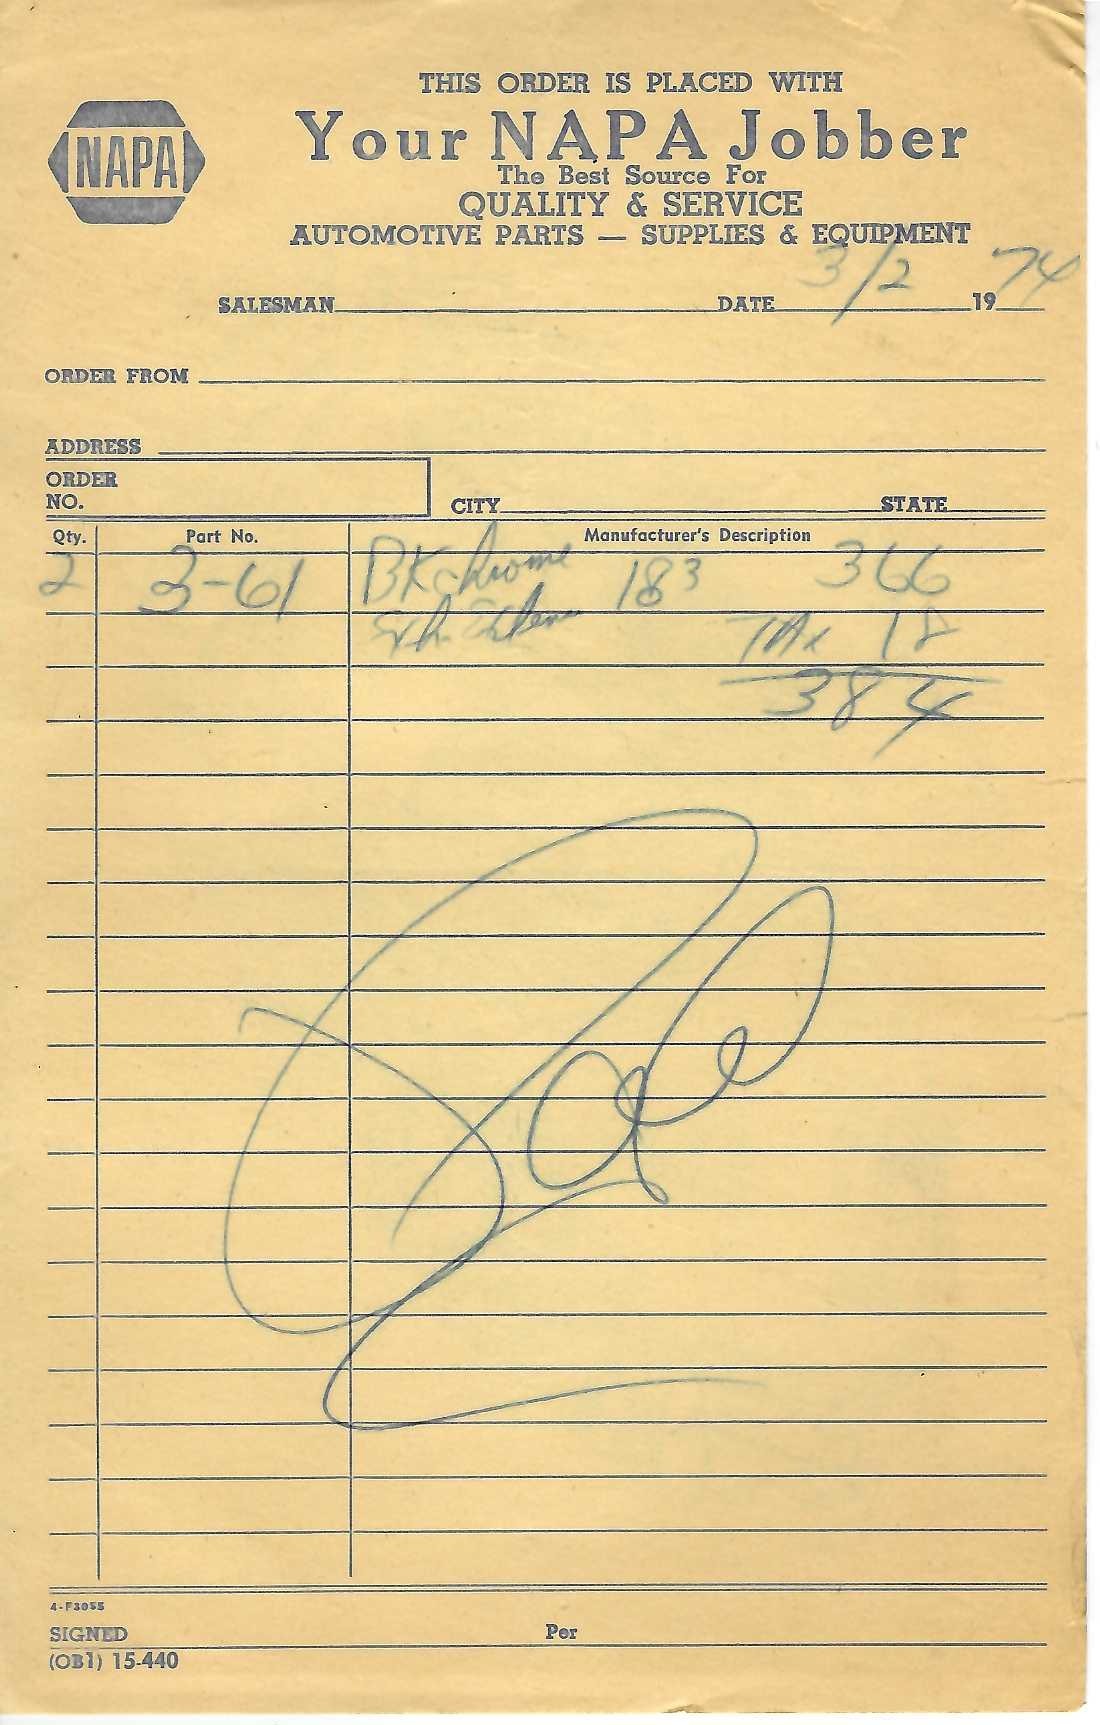 THIS ORDER IS PLACED WITH
NAPA
Your NAPA Jobber
The Best Source For
QUALITY & SERVICE
AUTOMOTIVE PARTS — SUPPLIES & EQUIPMENT
SALESMAN DATE 3/2 1974
ORDER FROM
ADDRESS
ORDER
NO.
CITY STATE
Qty. Part No. Manufacturer's Description
2 3-61 BK chrome 183 366
TAX 18
384
4-F3055
SIGNED Per
(OB1) 15-440